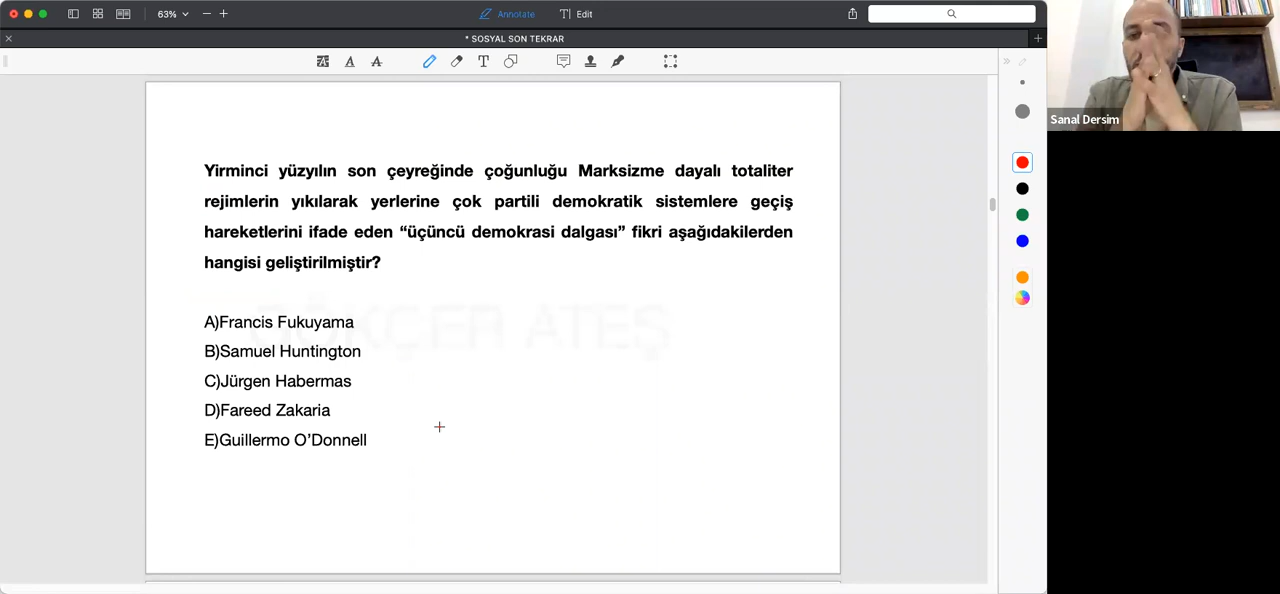 63%
Annotate
Edit
* SOSYAL SON TEKRAR
Sanal Dersim
Yirminci yüzyılın son çeyreğinde çoğunluğu Marksizme dayalı totaliter
rejimlerin yıkılarak yerlerine çok partili demokratik sistemlere geçiş
hareketlerini ifade eden “üçüncü demokrasi dalgası” fikri aşağıdakilerden
hangisi geliştirilmiştir?
GÖKÇER ATEŞ
A)Francis Fukuyama
B)Samuel Huntington
C)Jürgen Habermas
D)Fareed Zakaria
E)Guillermo O’Donnell